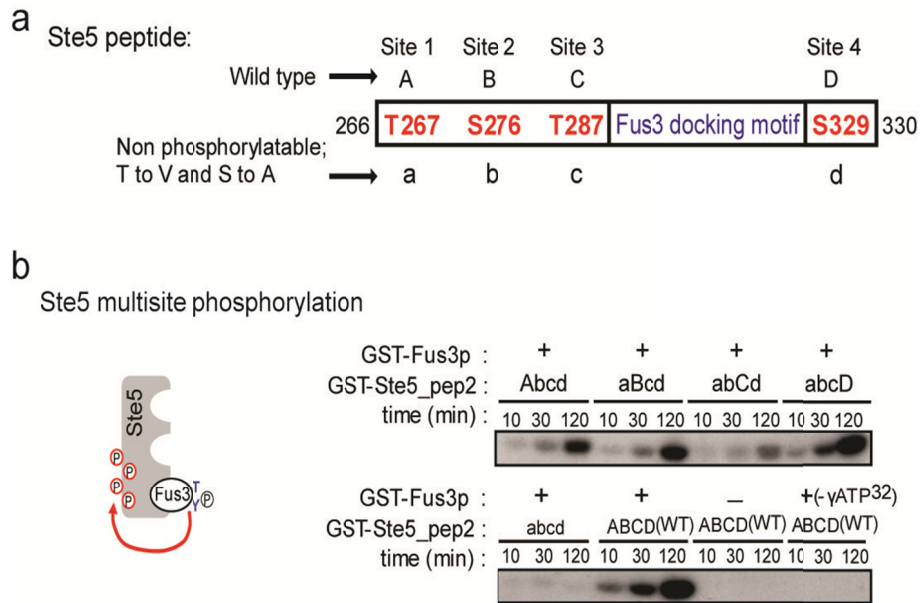 a
Ste5 peptide:
Site 1 Site 2 Site 3 Site 4
Wild type A B C D
266 T267 S276 T287 Fus3 docking motif S329 330
Non phosphorylatable;
T to V and S to A a b c d
b
Ste5 multisite phosphorylation
Ste5
P
P
P
P
Fus3 T
Y P
GST-Fus3p : + + + +
GST-Ste5_pep2 : Abcd aBcd abCd abcD
time (min) 10 30 120 10 30 120 10 30 120 10 30 120
GST-Fus3p : + + – +(-γATP32)
GST-Ste5_pep2 : abcd ABCD(WT) ABCD(WT) ABCD(WT)
time (min) 10 30 120 10 30 120 10 30 120 10 30 120